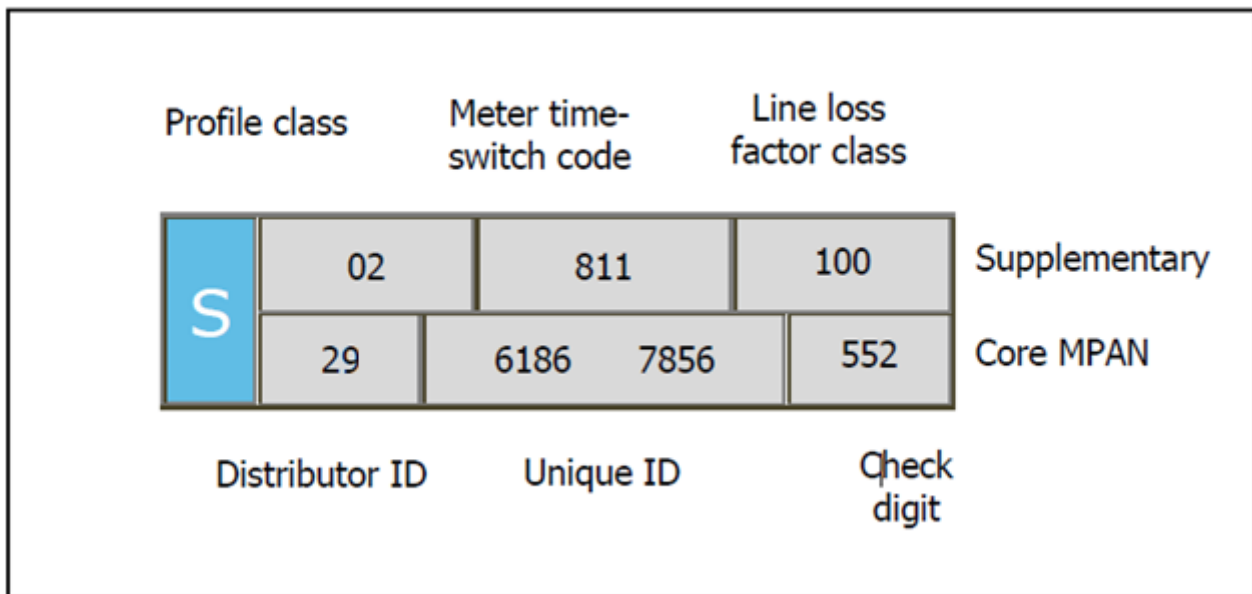 Profile class
Meter time-
switch code
Line loss
factor class
S
02
811
100
Supplementary
29
6186 7856
552
Core MPAN
Distributor ID
Unique ID
Check
digit